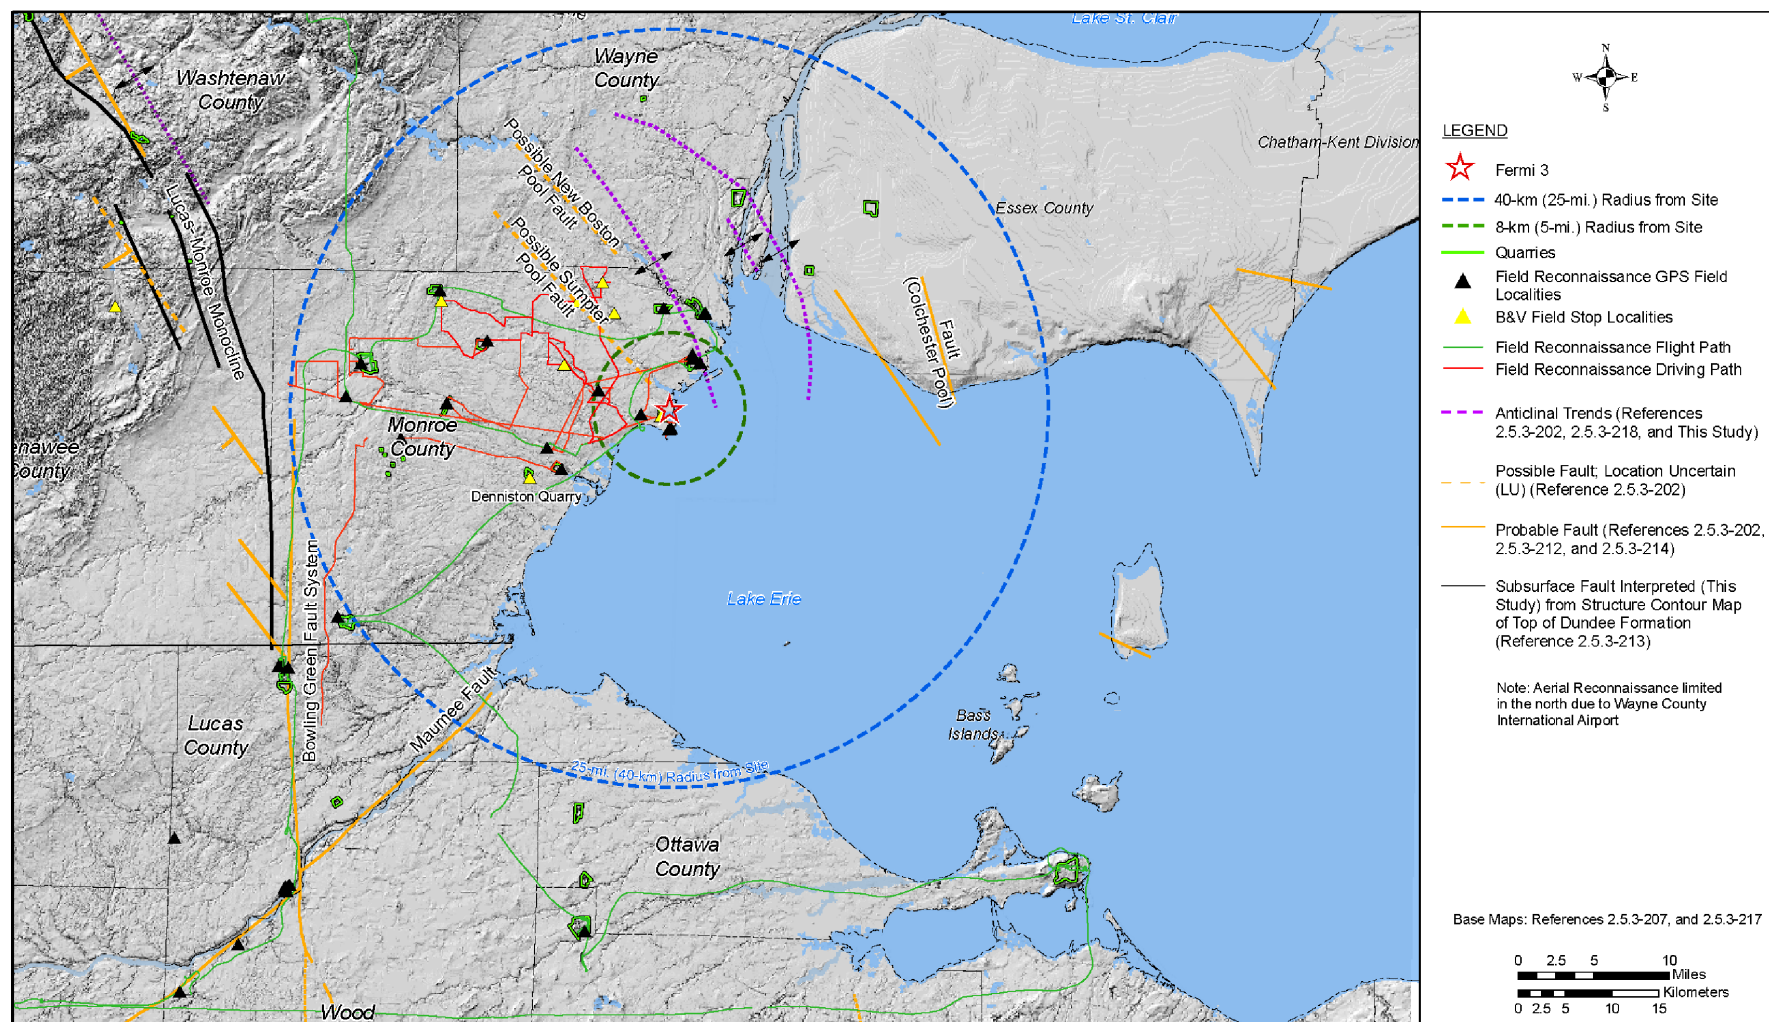 Lake St. Clair
Wayne
County
Washtenaw
County
Chatham-Kent Division
Essex County
Possible New Boston
Pool Fault
Possible Sumpter
Pool Fault
Lucas-Monroe Monocline
Fault
(Colchester Pool)
Monroe
County
enawee
County
Denniston Quarry
Bowling Green Fault System
Lake Erie
Maumee Fault
Lucas
County
Bass
Islands
25-mi. (40-km) Radius from Site
Ottawa
County
Wood
N
W E
S
LEGEND
Fermi 3
40-km (25-mi.) Radius from Site
8-km (5-mi.) Radius from Site
Quarries
Field Reconnaissance GPS Field
Localities
B&V Field Stop Localities
Field Reconnaissance Flight Path
Field Reconnaissance Driving Path
Anticlinal Trends (References
2.5.3-202, 2.5.3-218, and This Study)
Possible Fault; Location Uncertain
(LU) (Reference 2.5.3-202)
Probable Fault (References 2.5.3-202,
2.5.3-212, and 2.5.3-214)
Subsurface Fault Interpreted (This
Study) from Structure Contour Map
of Top of Dundee Formation
(Reference 2.5.3-213)
Note: Aerial Reconnaissance limited
in the north due to Wayne County
International Airport
Base Maps: References 2.5.3-207, and 2.5.3-217
0 2.5 5 10
Miles
Kilometers
0 2.5 5 10 15